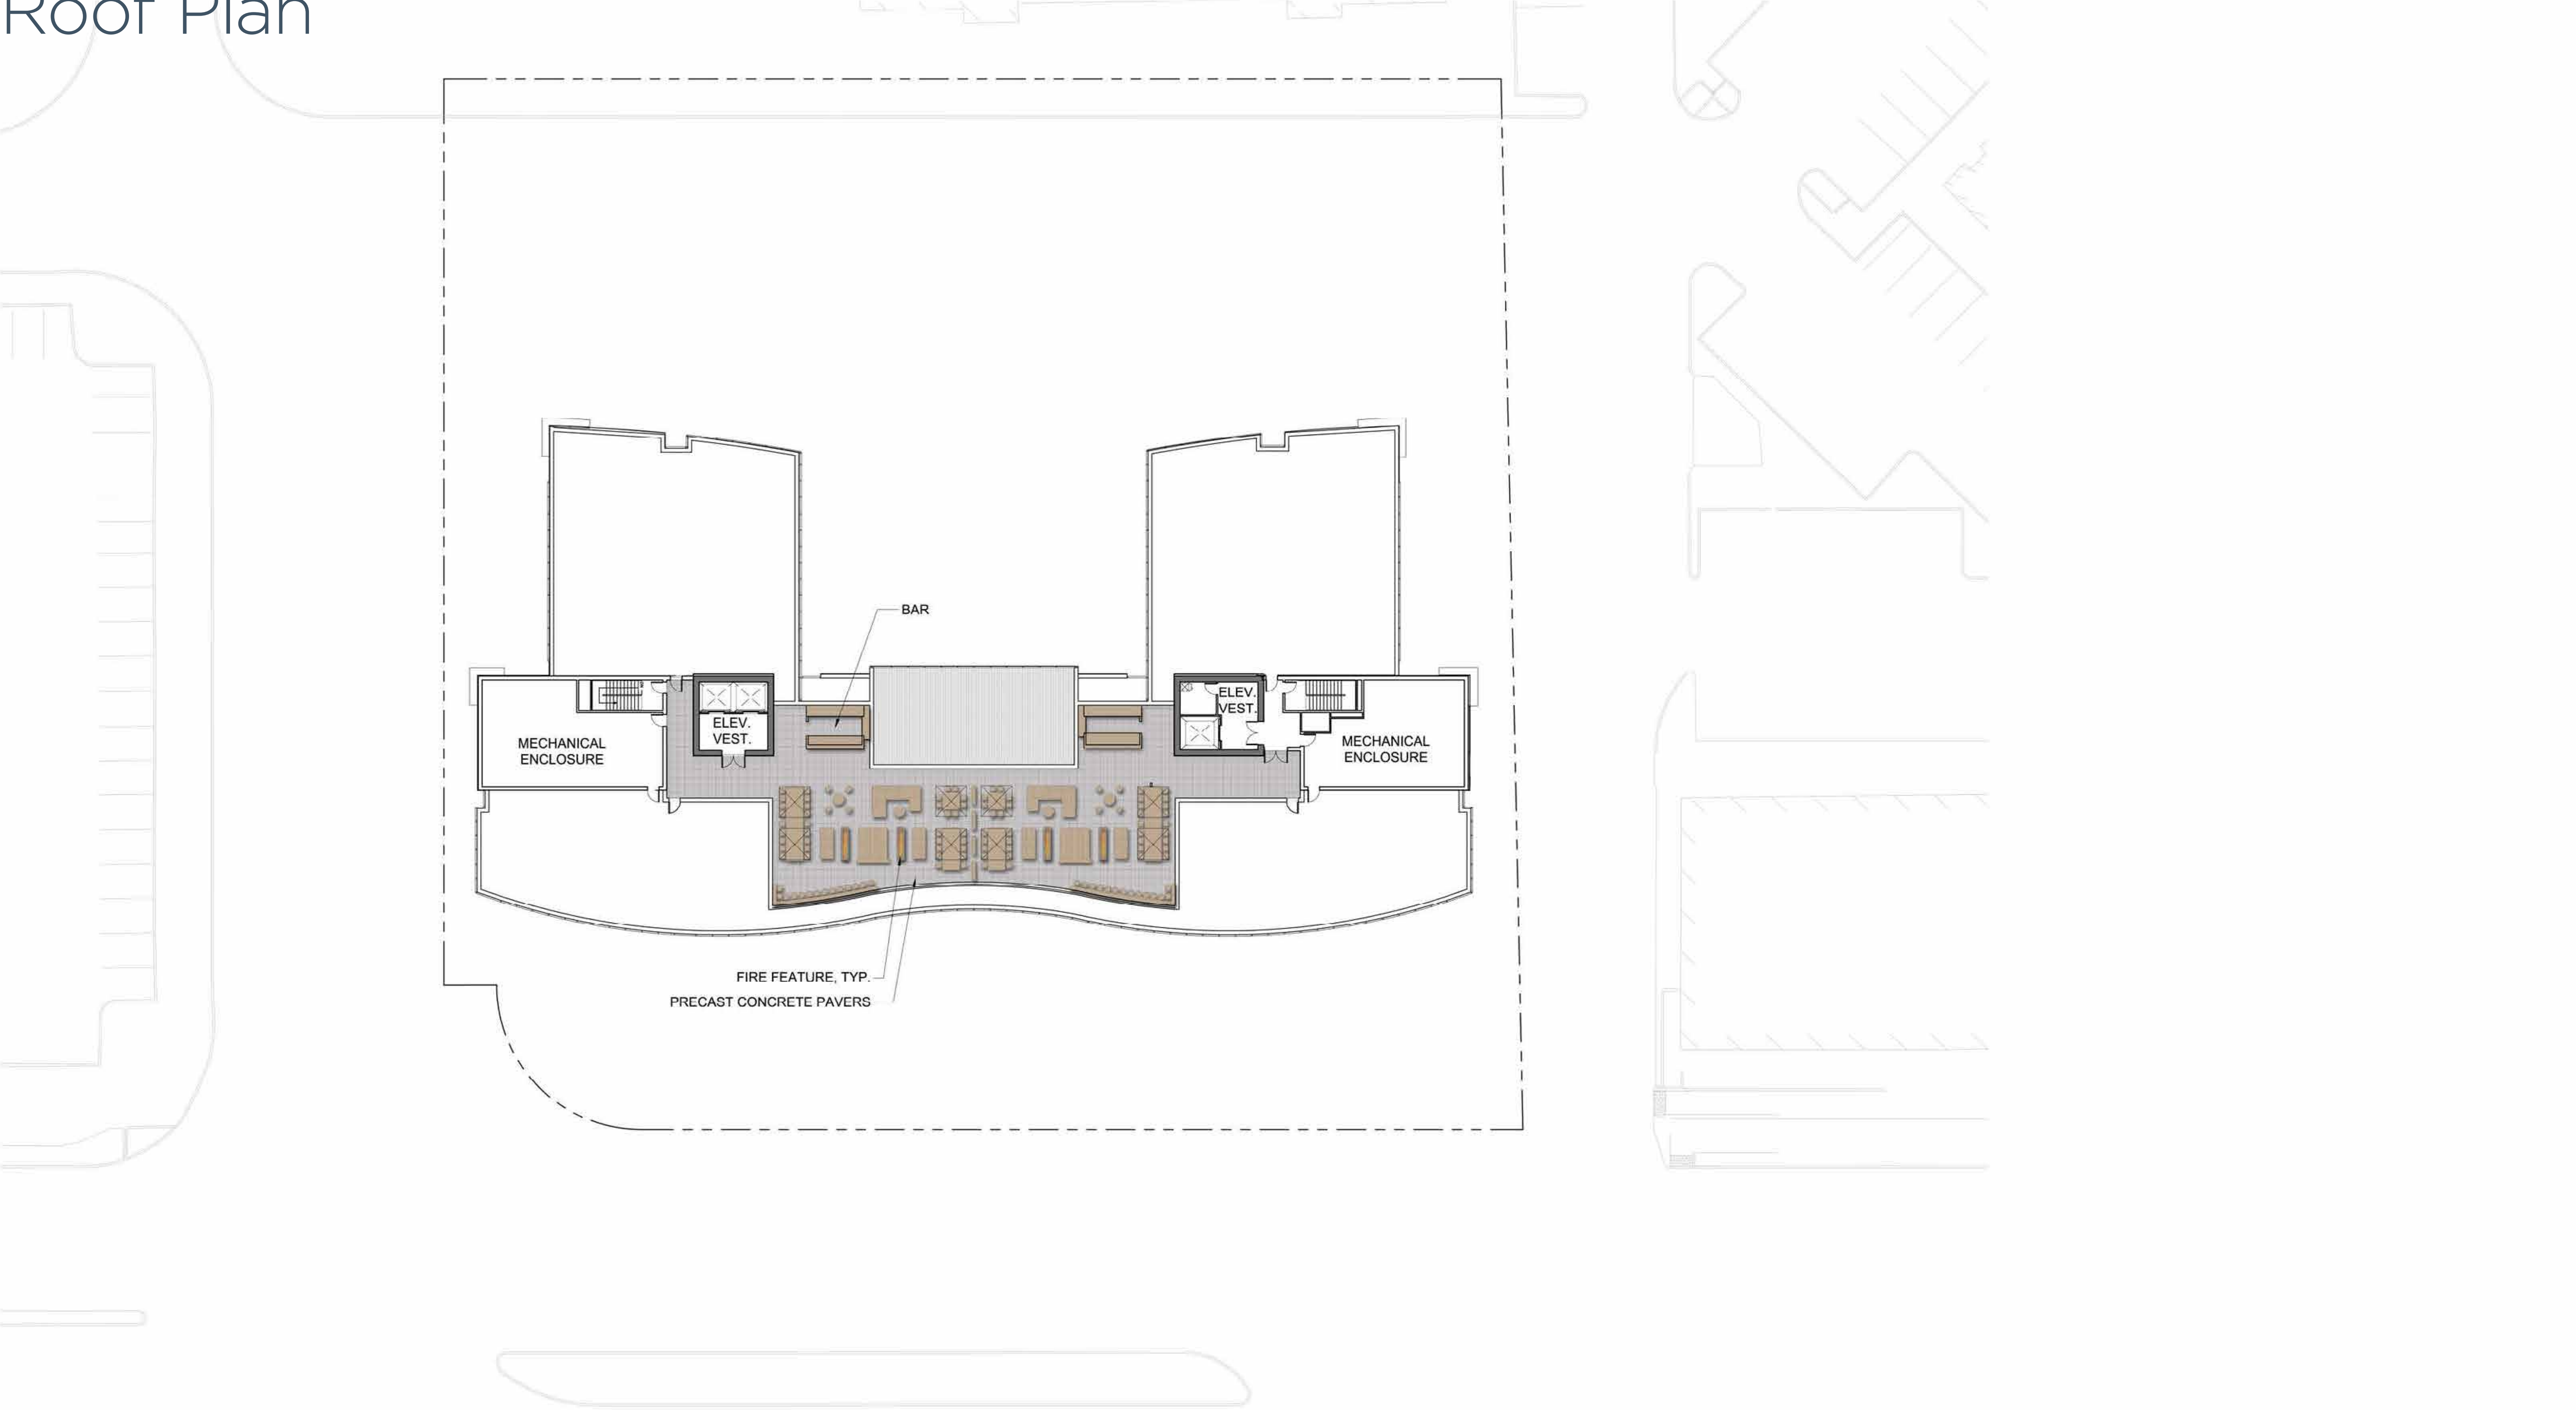 Roof Plan
BAR
ELEV.
VEST.
MECHANICAL
ENCLOSURE
ELEV.
VEST.
MECHANICAL
ENCLOSURE
FIRE FEATURE, TYP.
PRECAST CONCRETE PAVERS